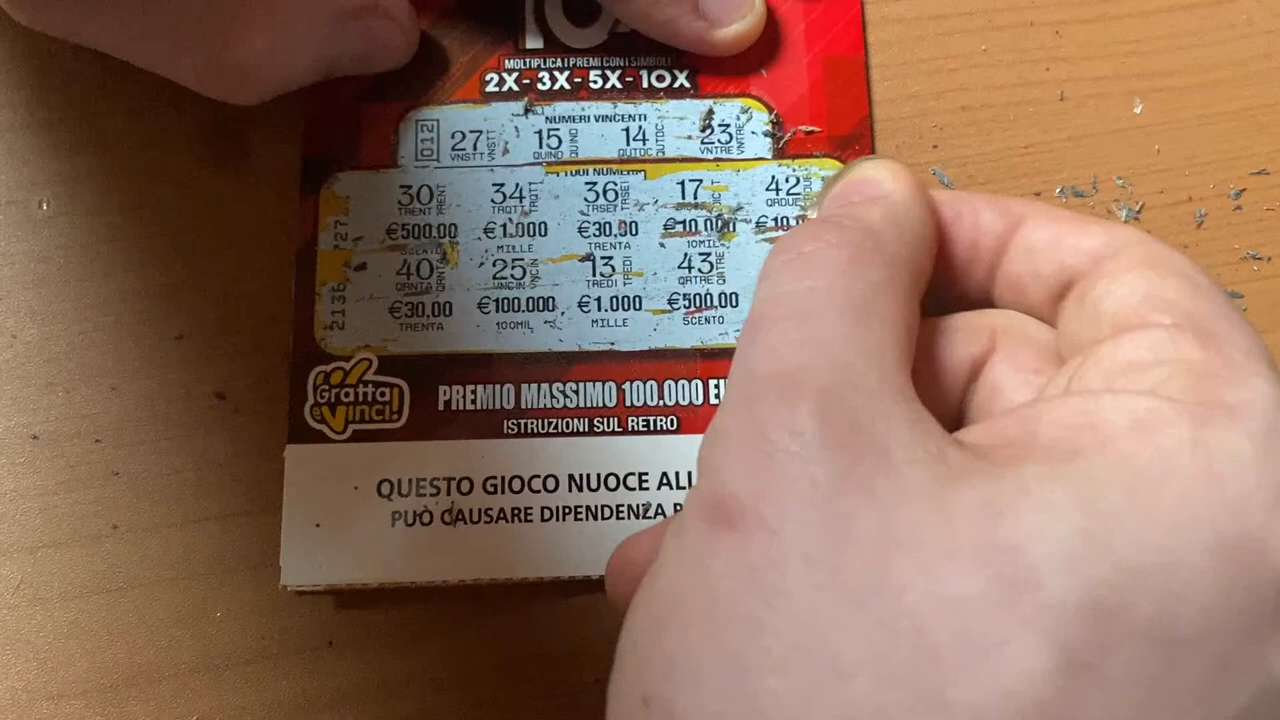 10X
MOLTIPLICA I PREMI CON I SIMBOLI
2X - 3X - 5X - 10X
NUMERI VINCENTI
012 27 15 14 23
VNSTT QUIND QUTDC VNTRE
I TUOI NUMERI
30 34 36 17 42
TRENT TRQTT TRSEI QRDUE
€500.00 €1.000 €30,00 €10.000
MILLE TRENTA 10MIL
40 25 13 43
QRNTA VNCIN TREDI QRTRE
€30,00 €100.000 €1.000 €500,00
TRENTA 100MIL MILLE 5CENTO
Gratta e Vinci!
PREMIO MASSIMO 100.000
ISTRUZIONI SUL RETRO
QUESTO GIOCO NUOCE
PUÒ CAUSARE DIPENDENZA